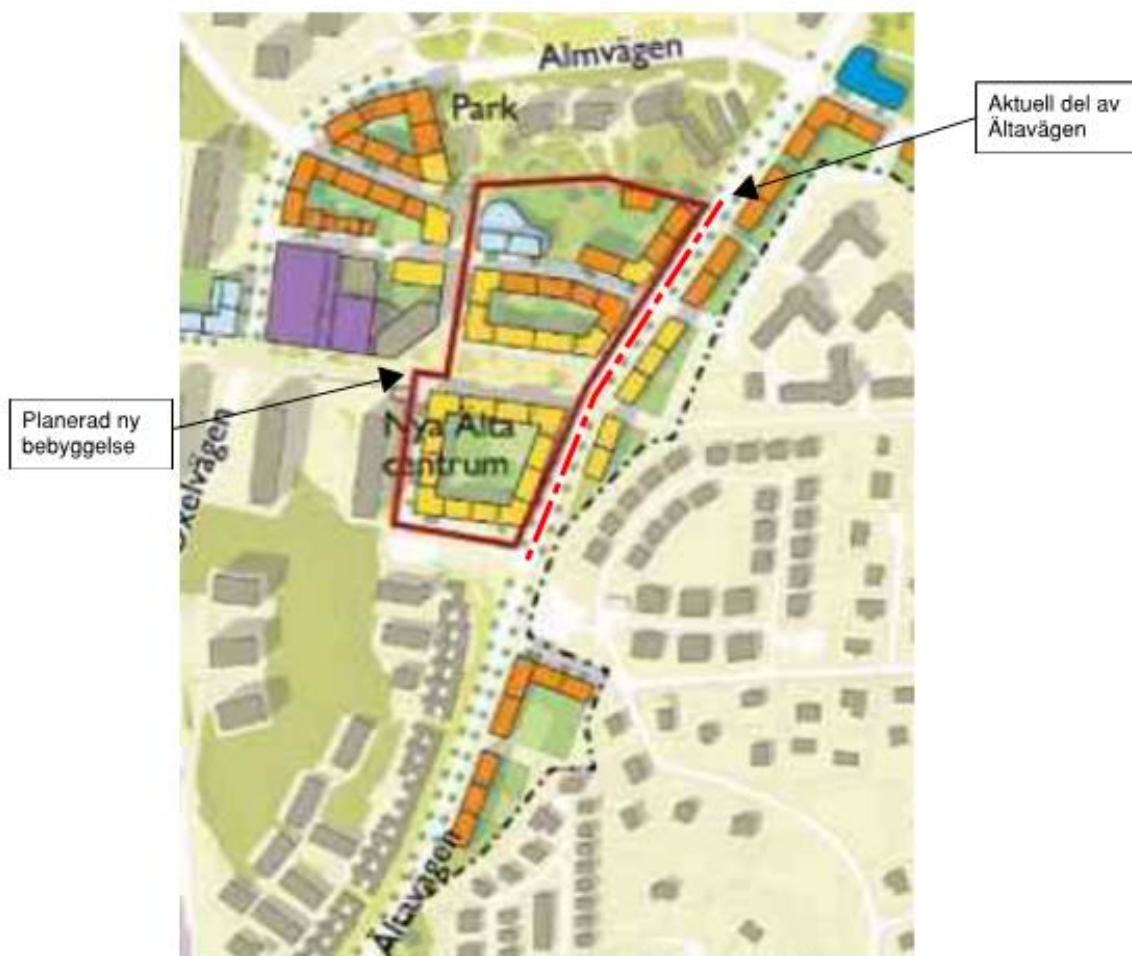 Almvägen
Park
Aktuell del av
Ältavägen
Planerad ny
bebyggelse
Nya Älta
centrum
Oxelvägen
Ältavägen